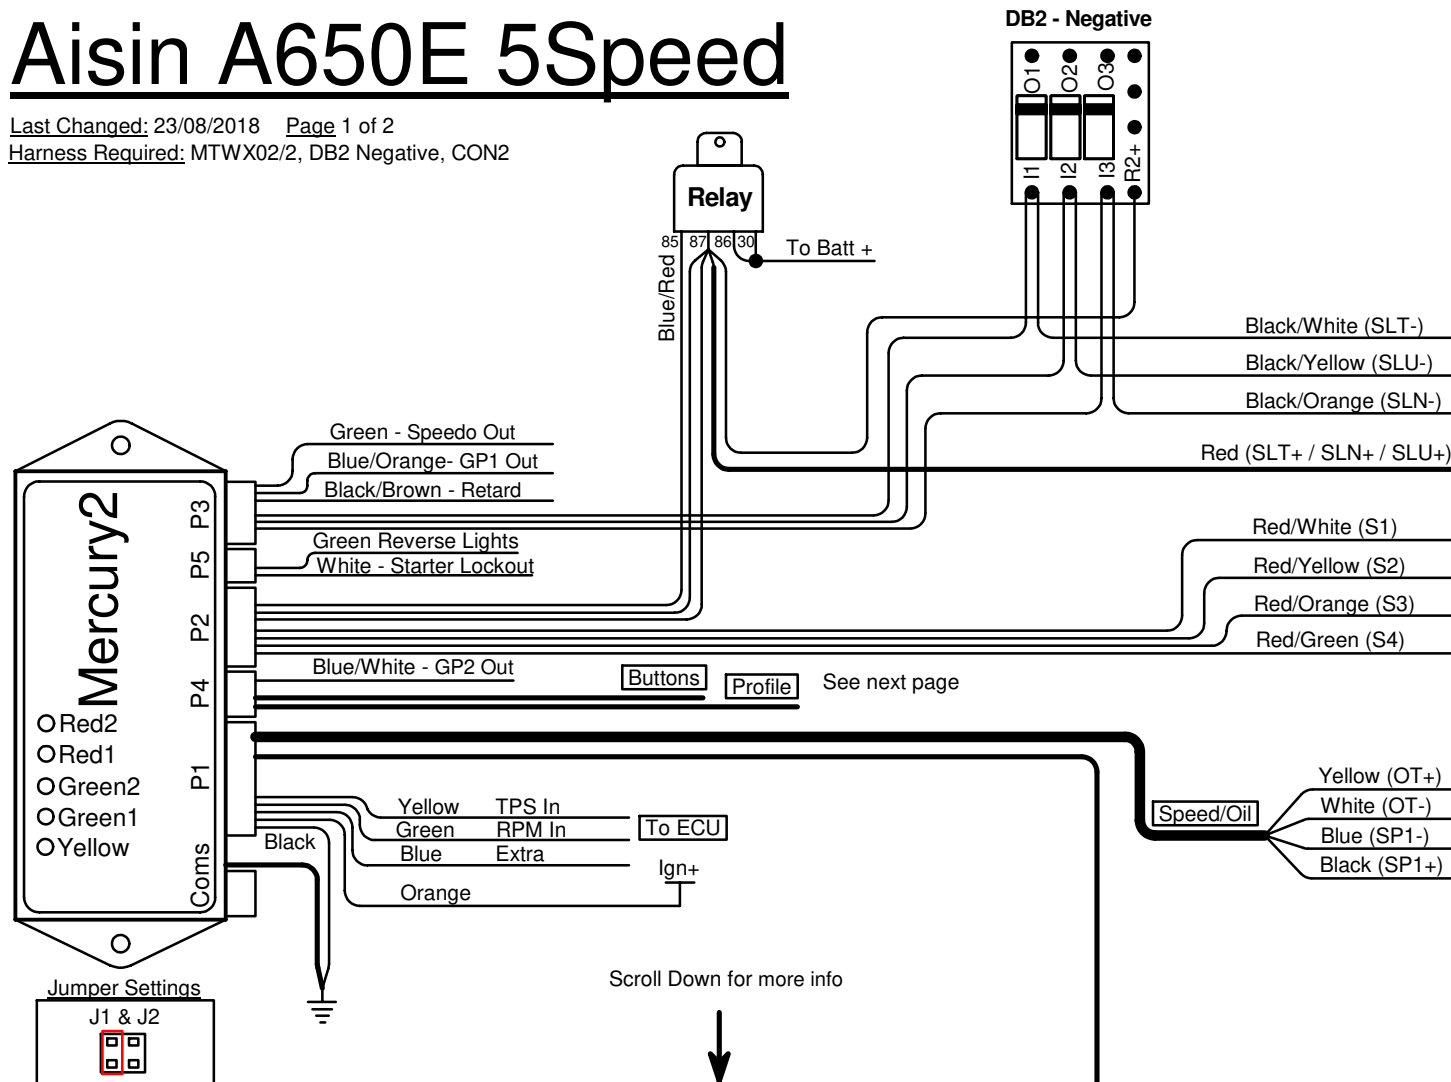 Aisin A650E 5Speed
Last Changed: 23/08/2018 Page 1 of 2
Harness Required: MTWX02/2, DB2 Negative, CON2
DB2 - Negative
O1 O2 O3
I1 I2 I3 R2+
Relay
85 87 86 30
To Batt +
Blue/Red
Black/White (SLT-)
Black/Yellow (SLU-)
Black/Orange (SLN-)
Red (SLT+ / SLN+ / SLU+)
Green - Speedo Out
Blue/Orange- GP1 Out
Black/Brown - Retard
Green Reverse Lights
White - Starter Lockout
Red/White (S1)
Red/Yellow (S2)
Red/Orange (S3)
Red/Green (S4)
Blue/White - GP2 Out
Buttons
Profile
See next page
Mercury2
P3
P5
P2
P4
P1
Coms
Red2
Red1
Green2
Green1
Yellow
Black
Yellow TPS In
Green RPM In
Blue Extra
To ECU
Ign+
Orange
Speed/Oil
Yellow (OT+)
White (OT-)
Blue (SP1-)
Black (SP1+)
Scroll Down for more info
Jumper Settings
J1 & J2